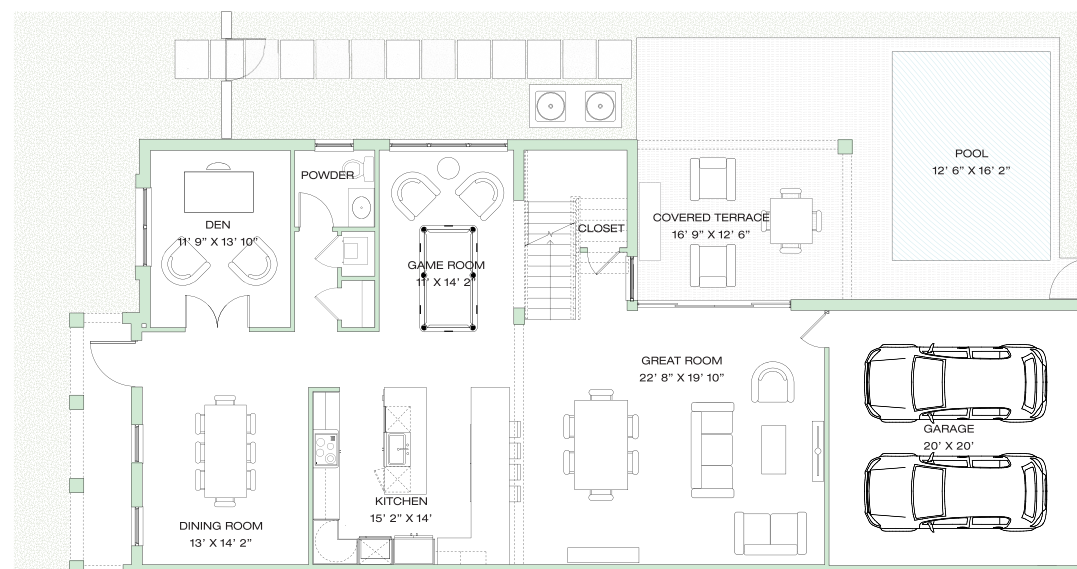 POOL
12' 6" X 16' 2"
POWDER
DEN
11' 9" X 13' 10"
COVERED TERRACE
16' 9" X 12' 6"
CLOSET
GAME ROOM
11' X 14' 2"
GREAT ROOM
22' 8" X 19' 10"
GARAGE
20' X 20'
KITCHEN
15' 2" X 14'
DINING ROOM
13' X 14' 2"